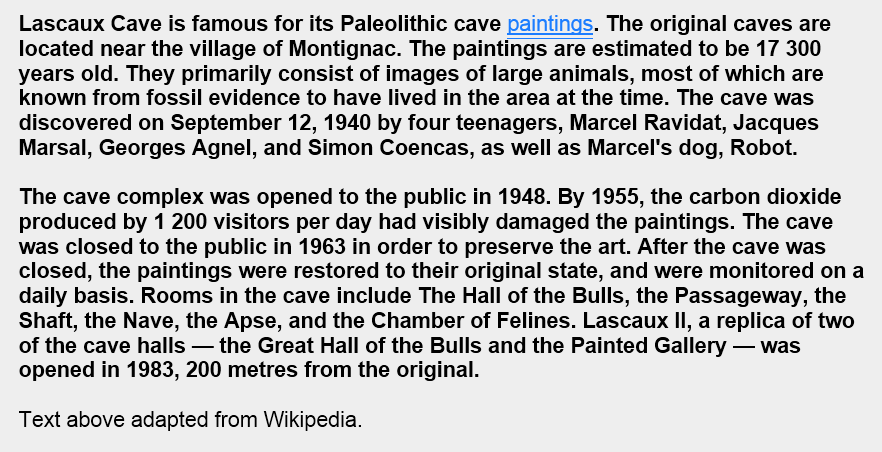 Lascaux Cave is famous for its Paleolithic cave paintings. The original caves are
located near the village of Montignac. The paintings are estimated to be 17 300
years old. They primarily consist of images of large animals, most of which are
known from fossil evidence to have lived in the area at the time. The cave was
discovered on September 12, 1940 by four teenagers, Marcel Ravidat, Jacques
Marsal, Georges Agnel, and Simon Coencas, as well as Marcel's dog, Robot.

The cave complex was opened to the public in 1948. By 1955, the carbon dioxide
produced by 1 200 visitors per day had visibly damaged the paintings. The cave
was closed to the public in 1963 in order to preserve the art. After the cave was
closed, the paintings were restored to their original state, and were monitored on a
daily basis. Rooms in the cave include The Hall of the Bulls, the Passageway, the
Shaft, the Nave, the Apse, and the Chamber of Felines. Lascaux II, a replica of two
of the cave halls — the Great Hall of the Bulls and the Painted Gallery — was
opened in 1983, 200 metres from the original.

Text above adapted from Wikipedia.